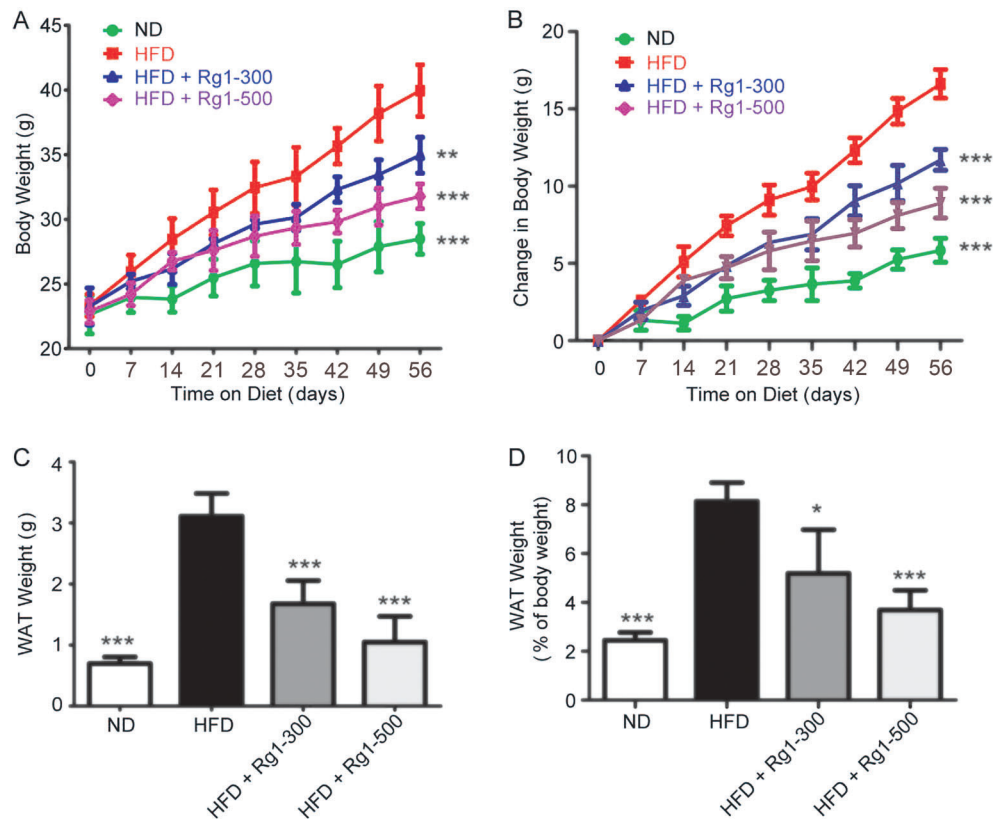 A
ND
HFD
HFD + Rg1-300
HFD + Rg1-500
Body Weight (g)
45
40
35
30
25
20
**
***
***
0 7 14 21 28 35 42 49 56
Time on Diet (days)
B
ND
HFD
HFD + Rg1-300
HFD + Rg1-500
Change in Body Weight (g)
20
15
10
5
0
***
***
***
0 7 14 21 28 35 42 49 56
Time on Diet (days)
C
WAT Weight (g)
4
3
2
1
0
***
***
***
ND
HFD
HFD + Rg1-300
HFD + Rg1-500
D
WAT Weight
(% of body weight)
10
8
6
4
2
0
***
*
***
ND
HFD
HFD + Rg1-300
HFD + Rg1-500